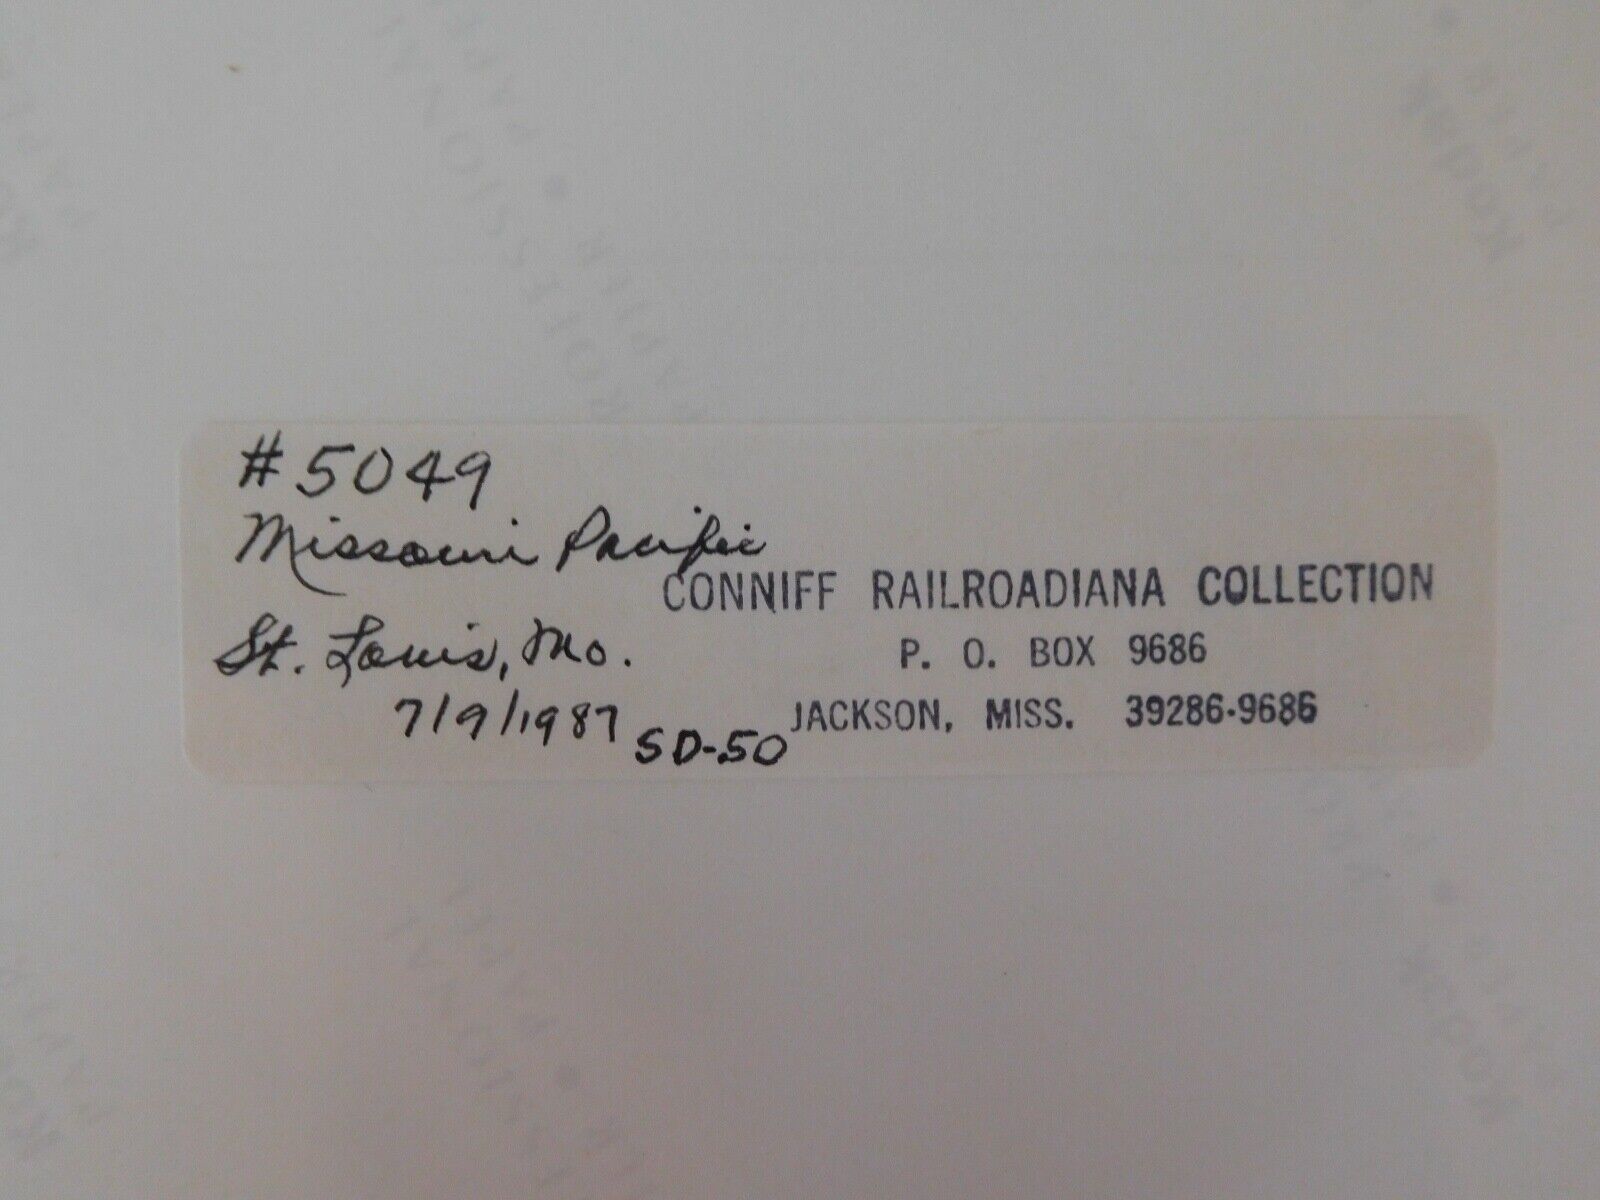 #5049
Missouri Pacific
CONNIFF RAILROADIANA COLLECTION
St. Louis, Mo.
P. O. BOX 9686
7/9/1987
JACKSON, MISS. 39286-9686
SD-50